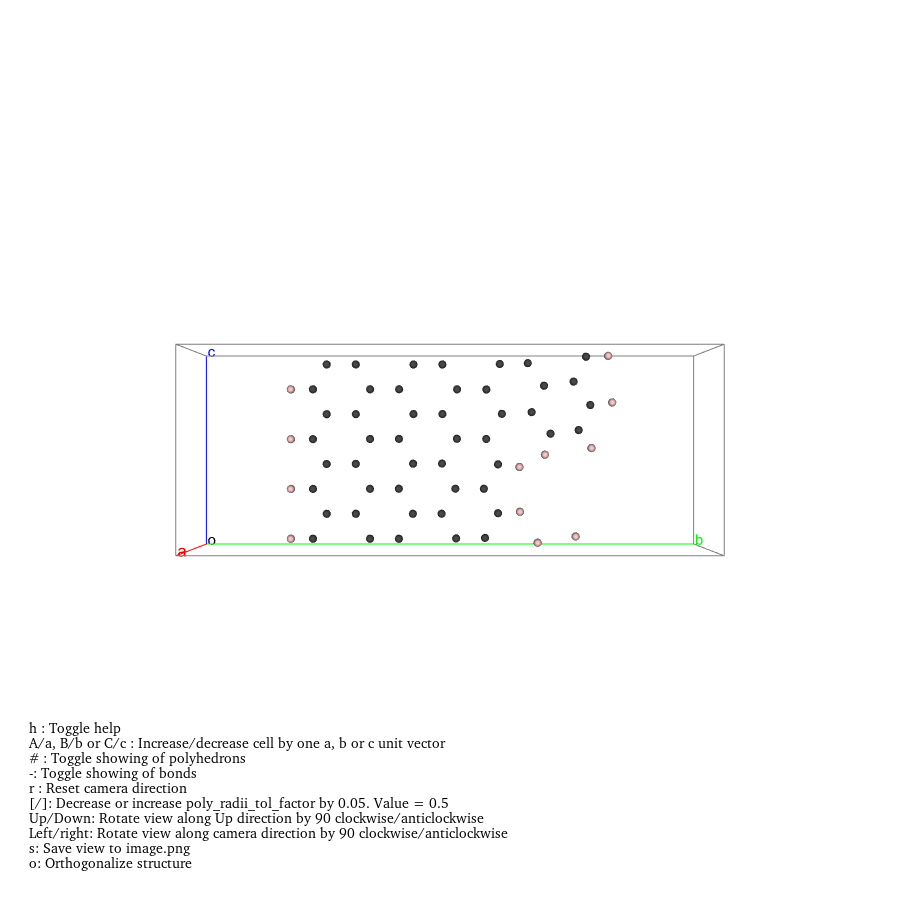 c
o
a
b
h : Toggle help
A/a, B/b or C/c : Increase/decrease cell by one a, b or c unit vector
# : Toggle showing of polyhedrons
-: Toggle showing of bonds
r : Reset camera direction
[/]: Decrease or increase poly_radii_tol_factor by 0.05. Value = 0.5
Up/Down: Rotate view along Up direction by 90 clockwise/anticlockwise
Left/right: Rotate view along camera direction by 90 clockwise/anticlockwise
s: Save view to image.png
o: Orthogonalize structure